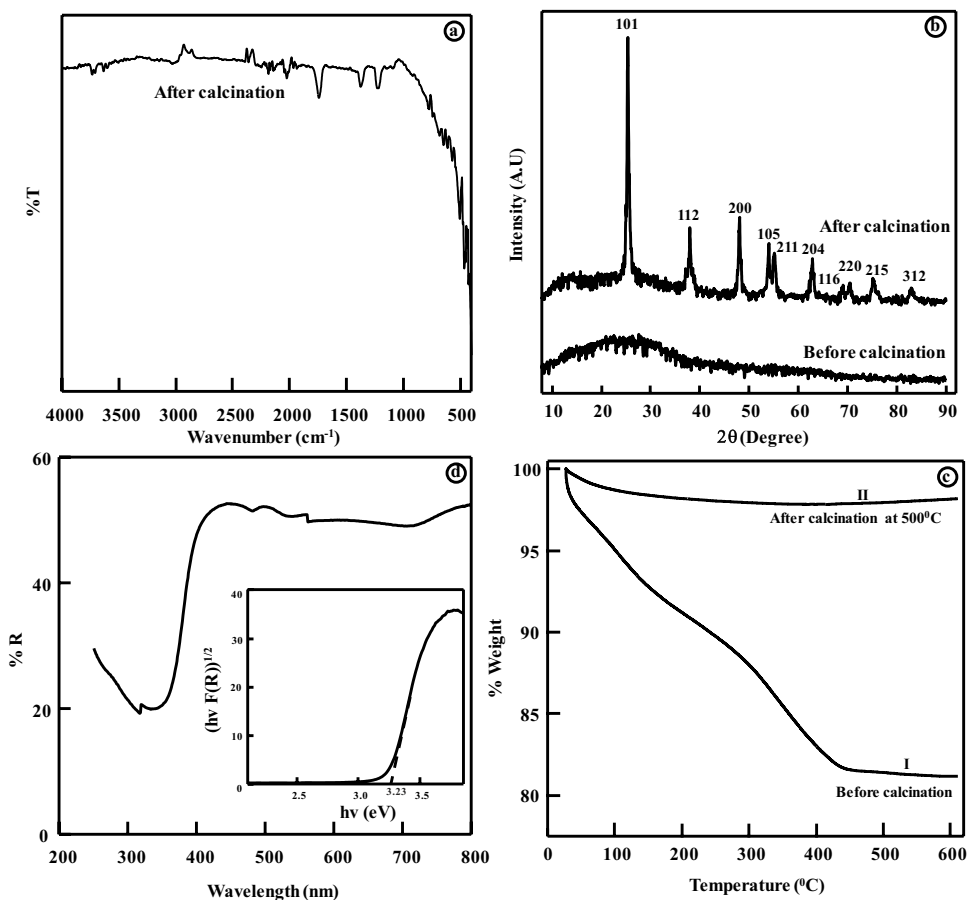 a
After calcination
%T
4000 3500 3000 2500 2000 1500 1000 500
Wavenumber (cm⁻¹)
b
101
112
200
105
211
204
116
220
215
312
After calcination
Before calcination
Intensity (A.U)
10 20 30 40 50 60 70 80 90
2θ (Degree)
d
60
40
20
0
% R
200 300 400 500 600 700 800
Wavelength (nm)
40
30
20
10
0
(hv F(R))¹/²
2.5 3.0 3.23 3.5
hv (eV)
c
100
95
90
85
80
% Weight
II
After calcination at 500⁰C
I
Before calcination
0 100 200 300 400 500 600
Temperature (⁰C)